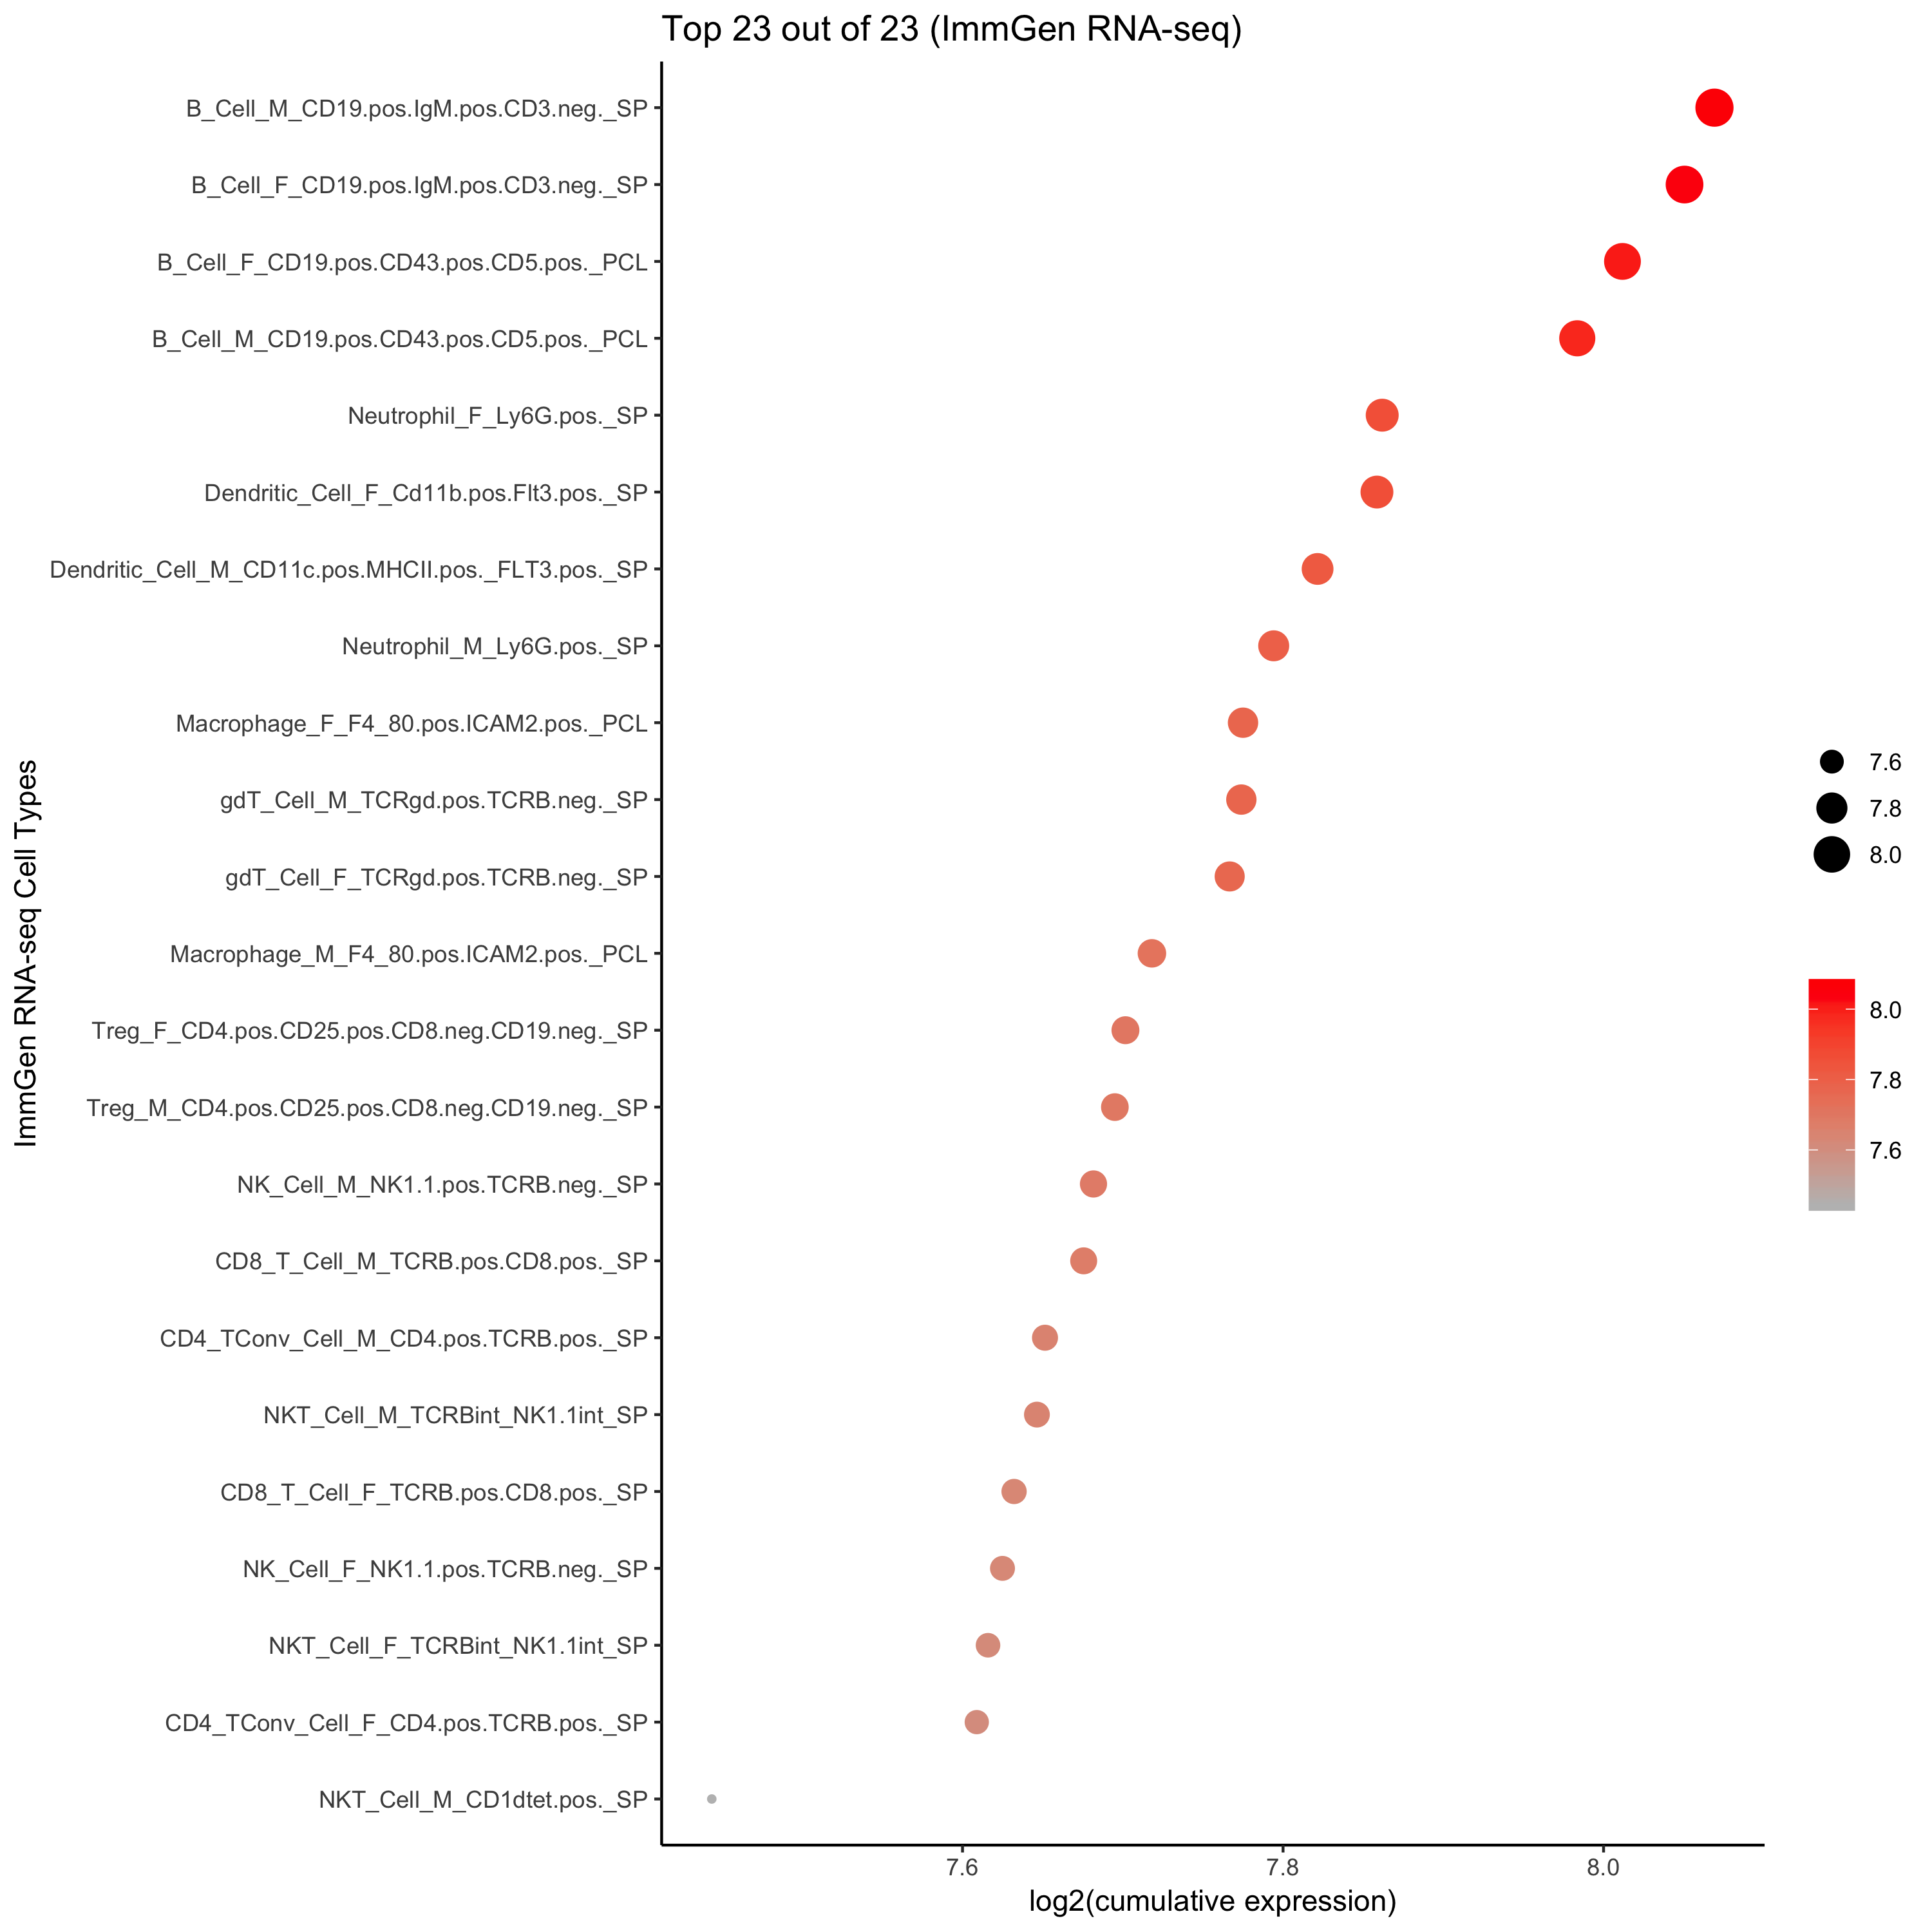 Top 23 out of 23 (ImmGen RNA-seq)
B_Cell_M_CD19.pos.IgM.pos.CD3.neg._SP
B_Cell_F_CD19.pos.IgM.pos.CD3.neg._SP
B_Cell_F_CD19.pos.CD43.pos.CD5.pos._PCL
B_Cell_M_CD19.pos.CD43.pos.CD5.pos._PCL
Neutrophil_F_Ly6G.pos._SP
Dendritic_Cell_F_Cd11b.pos.Flt3.pos._SP
Dendritic_Cell_M_CD11c.pos.MHCII.pos._FLT3.pos._SP
Neutrophil_M_Ly6G.pos._SP
Macrophage_F_F4_80.pos.ICAM2.pos._PCL
gdT_Cell_M_TCRgd.pos.TCRB.neg._SP
gdT_Cell_F_TCRgd.pos.TCRB.neg._SP
Macrophage_M_F4_80.pos.ICAM2.pos._PCL
Treg_F_CD4.pos.CD25.pos.CD8.neg.CD19.neg._SP
Treg_M_CD4.pos.CD25.pos.CD8.neg.CD19.neg._SP
NK_Cell_M_NK1.1.pos.TCRB.neg._SP
CD8_T_Cell_M_TCRB.pos.CD8.pos._SP
CD4_TConv_Cell_M_CD4.pos.TCRB.pos._SP
NKT_Cell_M_TCRBint_NK1.1int_SP
CD8_T_Cell_F_TCRB.pos.CD8.pos._SP
NK_Cell_F_NK1.1.pos.TCRB.neg._SP
NKT_Cell_F_TCRBint_NK1.1int_SP
CD4_TConv_Cell_F_CD4.pos.TCRB.pos._SP
NKT_Cell_M_CD1dtet.pos._SP
ImmGen RNA-seq Cell Types
7.6
7.8
8.0
log2(cumulative expression)
7.6
7.8
8.0
8.0
7.8
7.6